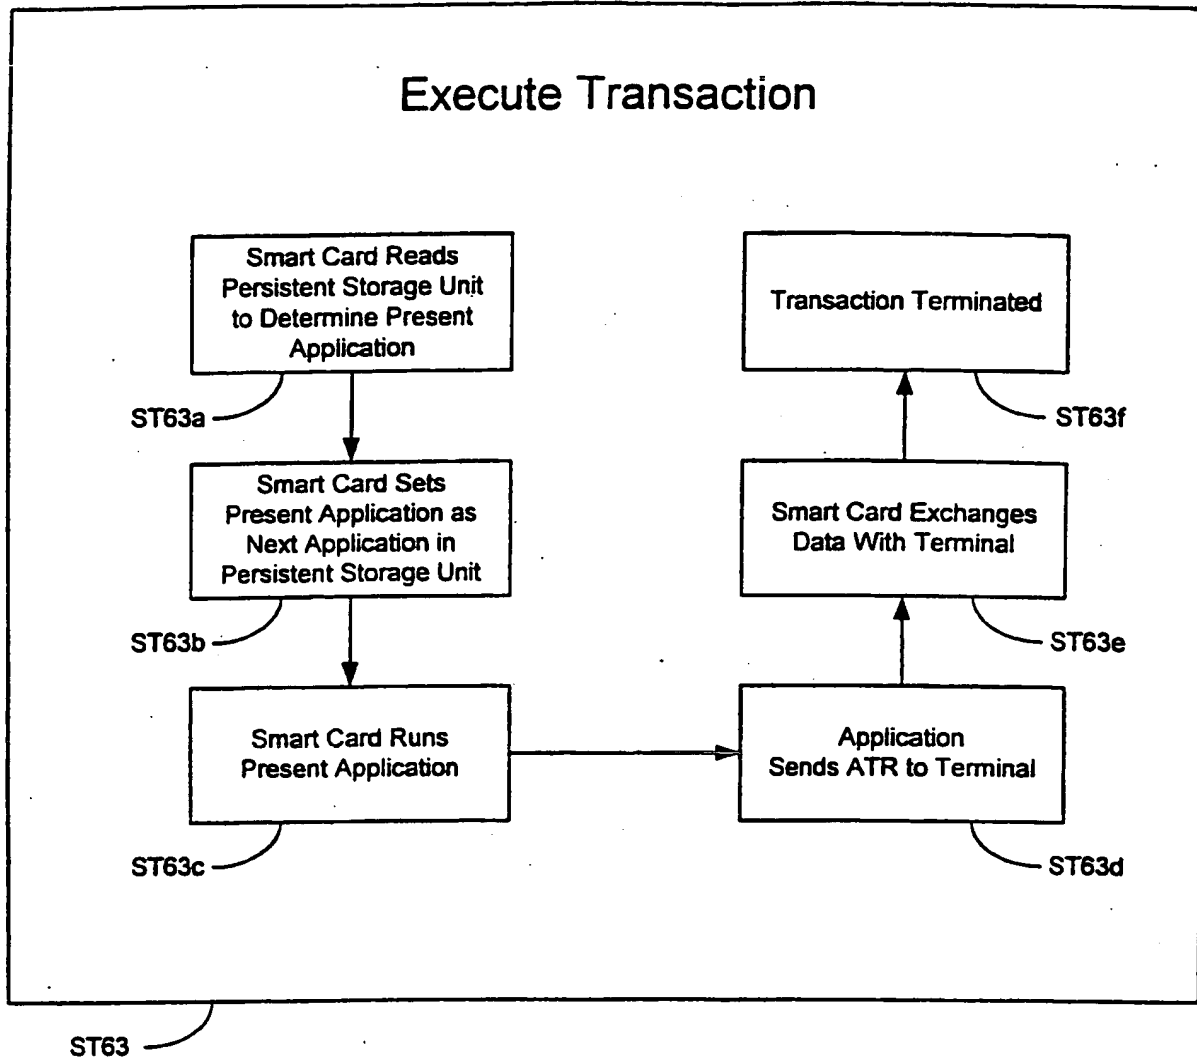 Execute Transaction
Smart Card Reads
Persistent Storage Unit
to Determine Present
Application
ST63a
Smart Card Sets
Present Application as
Next Application in
Persistent Storage Unit
ST63b
Smart Card Runs
Present Application
ST63c
Application
Sends ATR to Terminal
ST63d
Smart Card Exchanges
Data With Terminal
ST63e
Transaction Terminated
ST63f
ST63